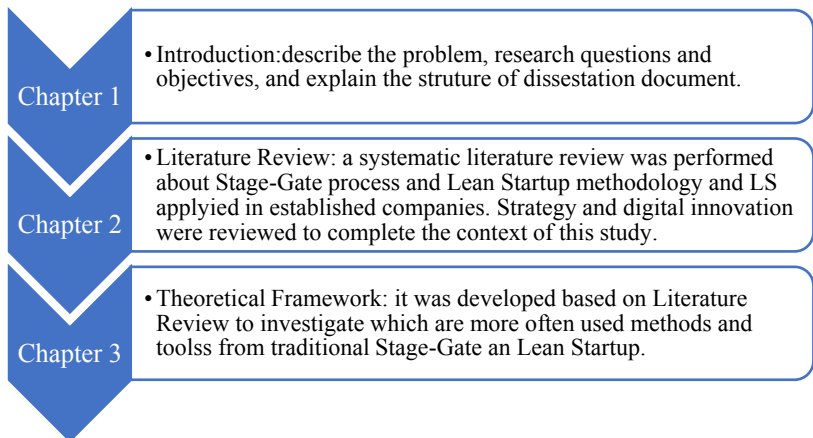 Chapter 1
• Introduction:describe the problem, research questions and
objectives, and explain the struture of dissestation document.
Chapter 2
• Literature Review: a systematic literature review was performed
about Stage-Gate process and Lean Startup methodology and LS
applyied in established companies. Strategy and digital innovation
were reviewed to complete the context of this study.
Chapter 3
• Theoretical Framework: it was developed based on Literature
Review to investigate which are more often used methods and
toolss from traditional Stage-Gate an Lean Startup.